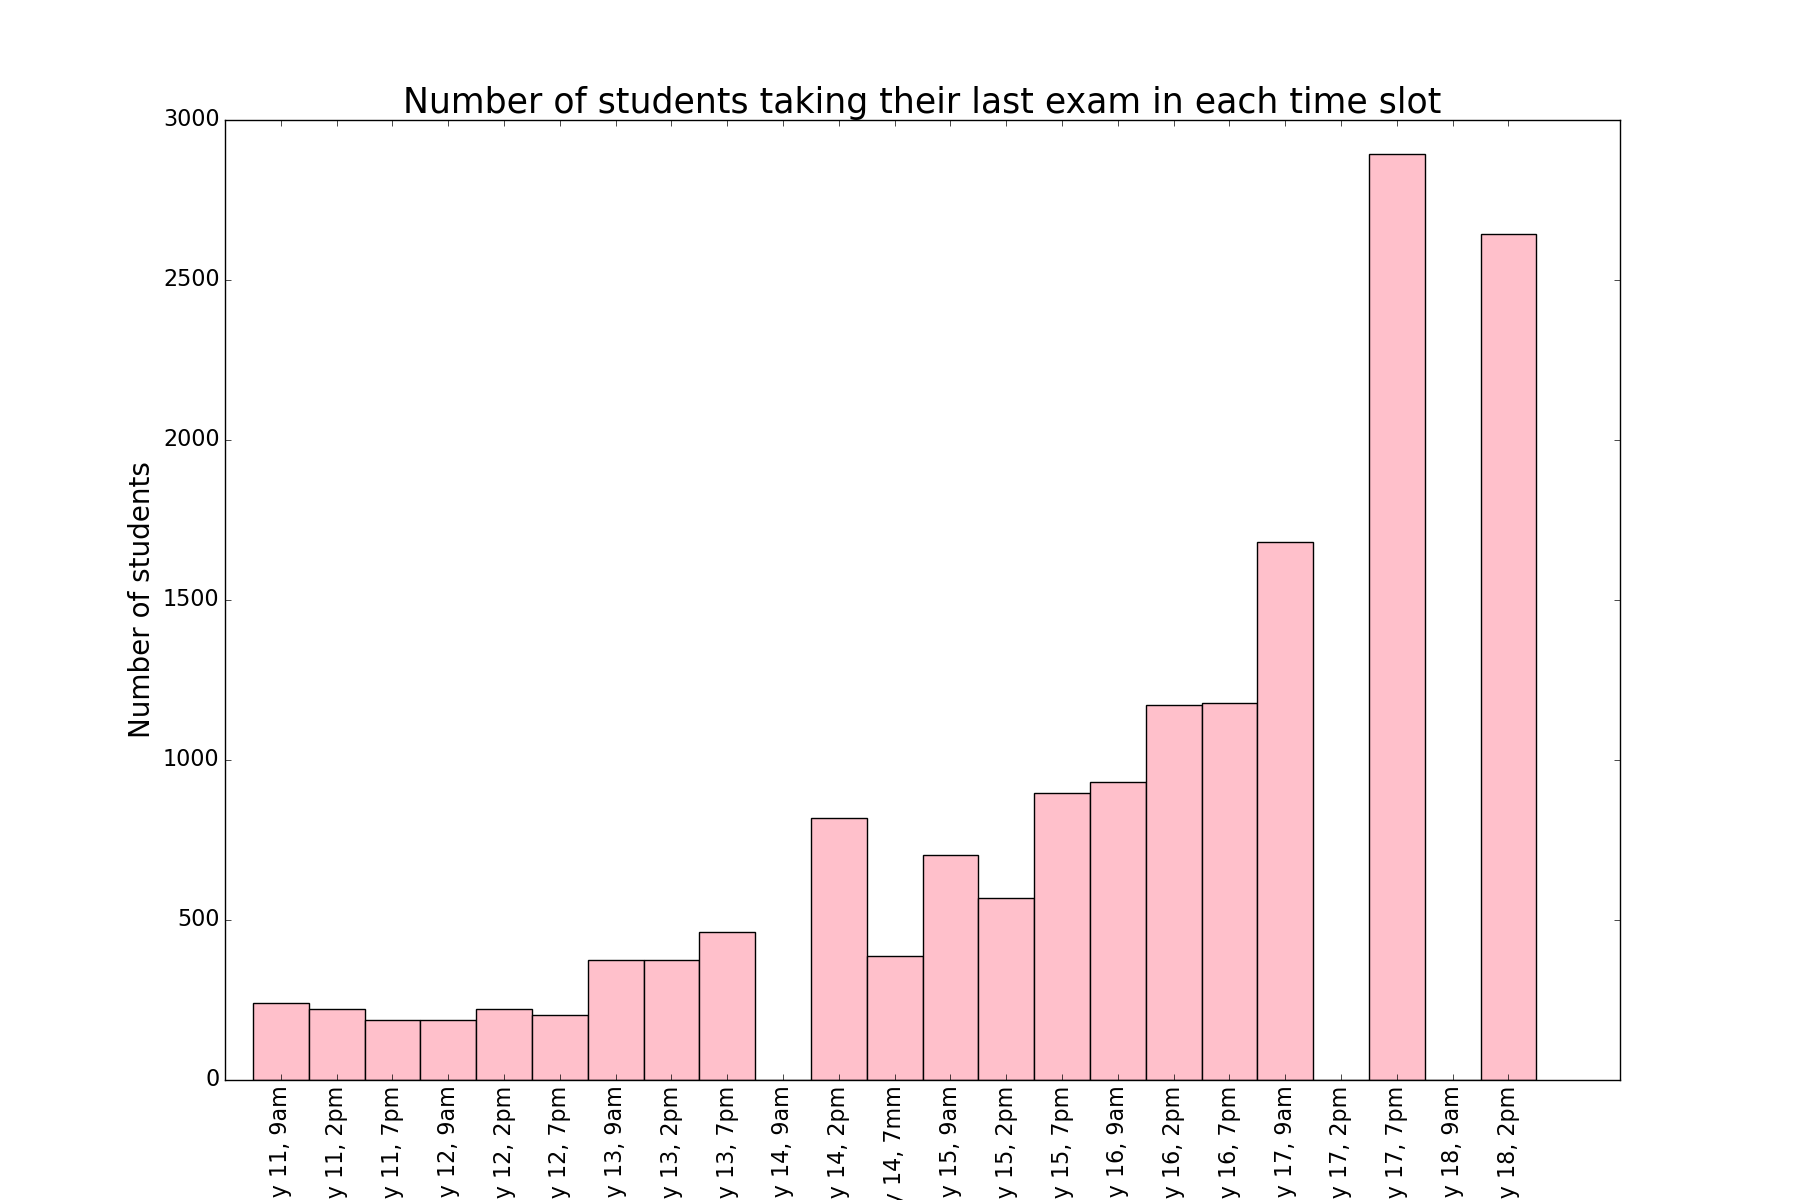 Number of students taking their last exam in each time slot
Number of students
3000
2500
2000
1500
1000
500
0
y 11, 9am
y 11, 2pm
y 11, 7pm
y 12, 9am
y 12, 2pm
y 12, 7pm
y 13, 9am
y 13, 2pm
y 13, 7pm
y 14, 9am
y 14, 2pm
y 14, 7mm
y 15, 9am
y 15, 2pm
y 15, 7pm
y 16, 9am
y 16, 2pm
y 16, 7pm
y 17, 9am
y 17, 2pm
y 17, 7pm
y 18, 9am
y 18, 2pm